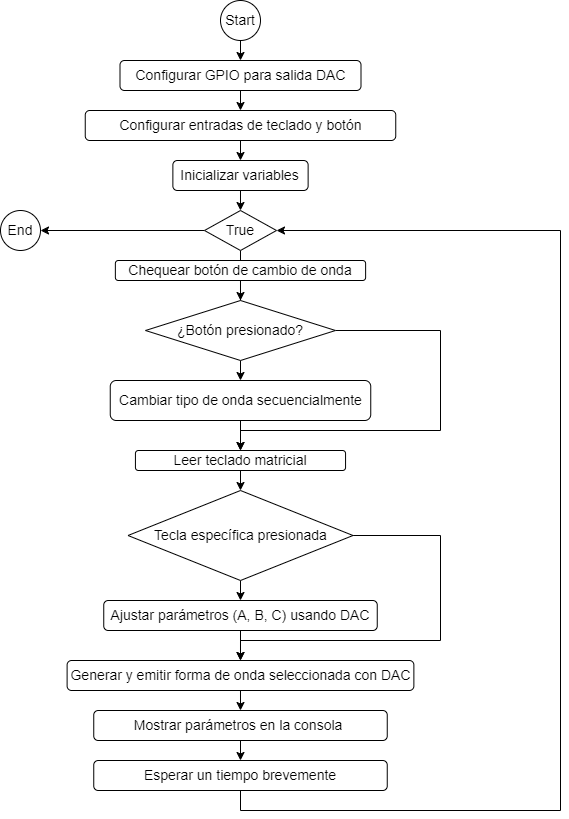 Start
Configurar GPIO para salida DAC
Configurar entradas de teclado y botón
Inicializar variables
End
True
Chequear botón de cambio de onda
¿Botón presionado?
Cambiar tipo de onda secuencialmente
Leer teclado matricial
Tecla específica presionada
Ajustar parámetros (A, B, C) usando DAC
Generar y emitir forma de onda seleccionada con DAC
Mostrar parámetros en la consola
Esperar un tiempo brevemente